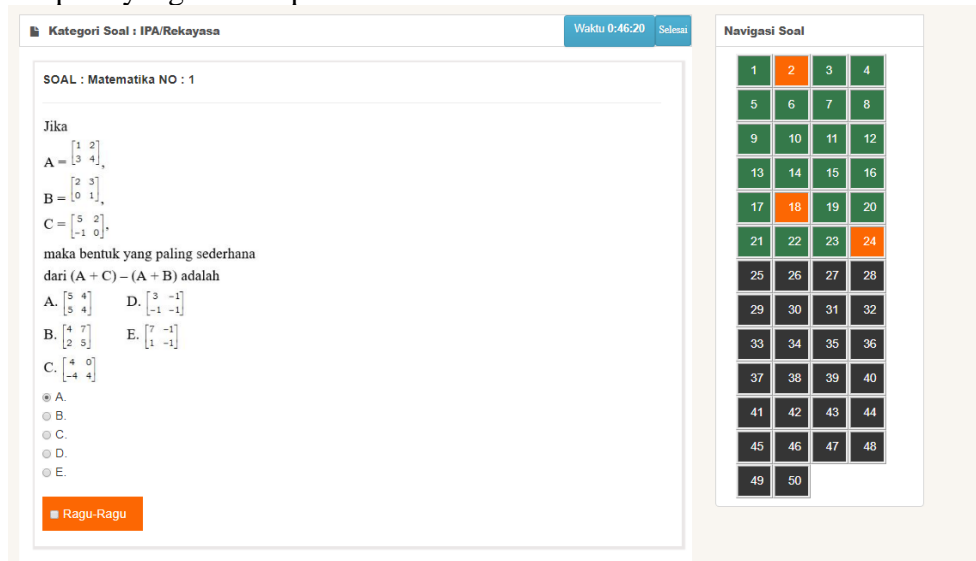 Kategori Soal : IPA/Rekayasa
Waktu 0:46:20 Selesai
SOAL : Matematika NO : 1
Jika
A = [1 2
3 4],
B = [2 3
0 1],
C = [5 2
-1 0],
maka bentuk yang paling sederhana
dari (A + C) – (A + B) adalah
A. [5 4
5 4] D. [3 -1
-1 -1]
B. [4 7
2 5] E. [7 -1
1 -1]
C. [4 0
-4 4]
A.
B.
C.
D.
E.
Ragu-Ragu
Navigasi Soal
1 2 3 4
5 6 7 8
9 10 11 12
13 14 15 16
17 18 19 20
21 22 23 24
25 26 27 28
29 30 31 32
33 34 35 36
37 38 39 40
41 42 43 44
45 46 47 48
49 50